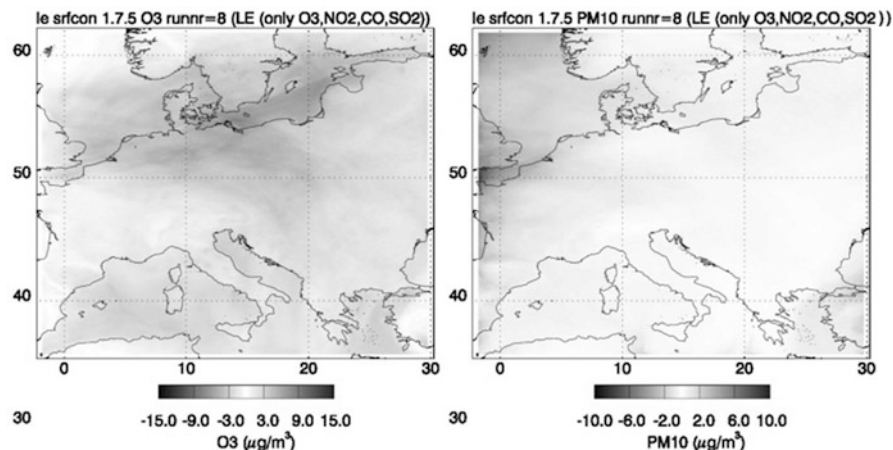 le srfcon 1.7.5 O3 runnr=8 (LE (only O3,NO2,CO,SO2))
60
50
40
30
0 10 20 30
-15.0 -9.0 -3.0 3.0 9.0 15.0
O3 (μg/m³)
le srfcon 1.7.5 PM10 runnr=8 (LE (only O3,NO2,CO,SO2 ))
60
50
40
30
0 10 20 30
-10.0 -6.0 -2.0 2.0 6.0 10.0
PM10 (μg/m³)